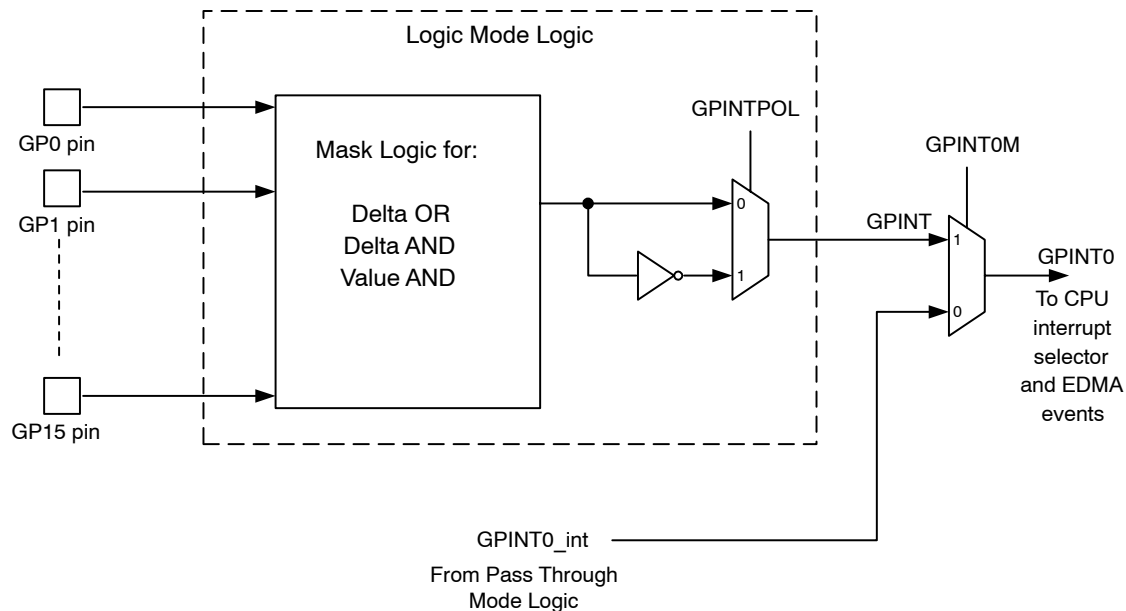 Logic Mode Logic
GP0 pin
GP1 pin
GP15 pin
Mask Logic for:
Delta OR
Delta AND
Value AND
GPINTPOL
0
1
GPINT
GPINT0M
1
0
GPINT0
To CPU
interrupt
selector
and EDMA
events
GPINT0_int
From Pass Through
Mode Logic